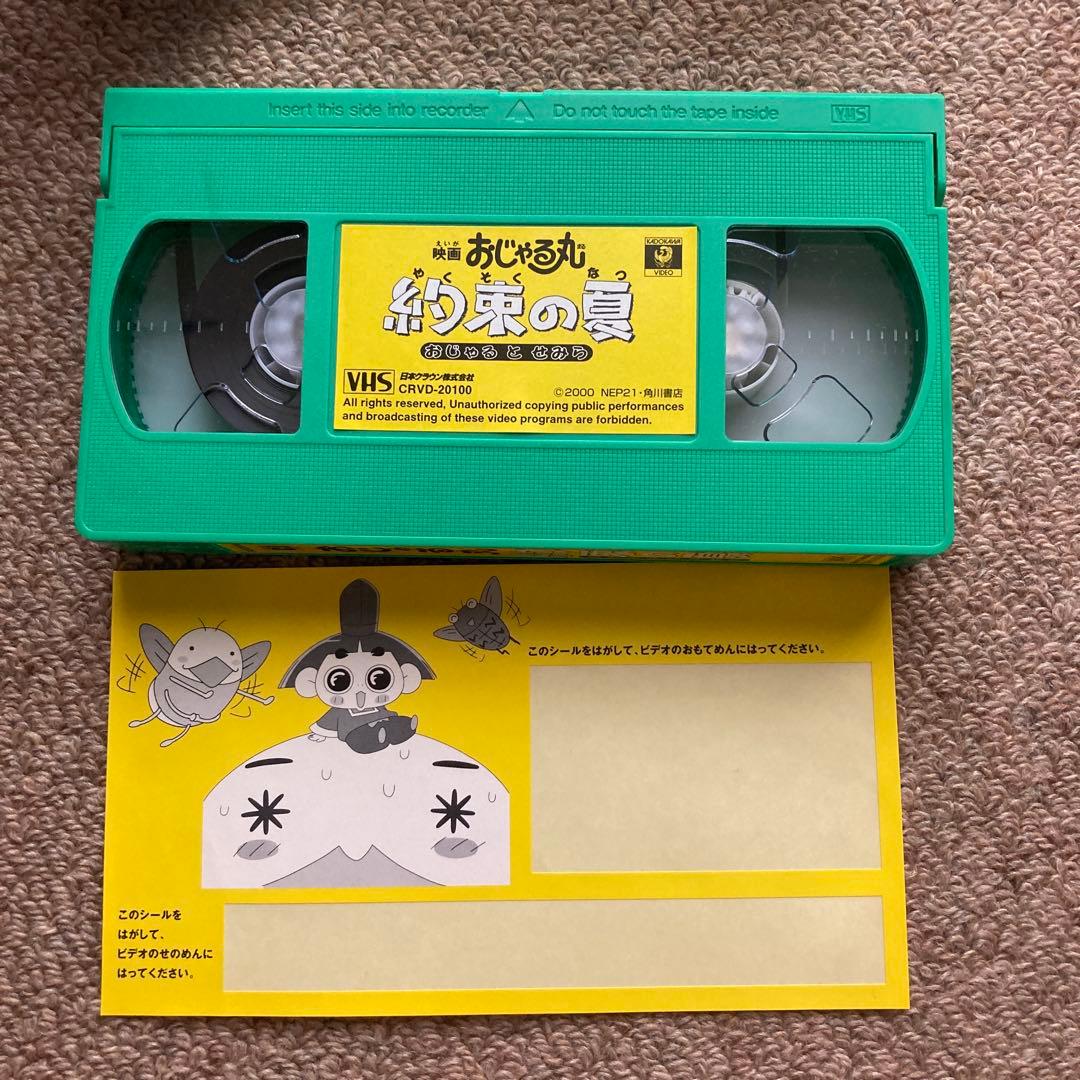 Insert this side into recorder Do not touch the tape inside VHS
えいが
映画 おじゃる丸 まる
KADOKAWA
VIDEO
やくそく なつ
約束の夏
おじゃる と せみら
VHS 日本クラウン株式会社
CRVD-20100 ©2000 NEP21・角川書店
All rights reserved, Unauthorized copying public performances
and broadcasting of these video programs are forbidden.
このシールをはがして、ビデオのおもてめんにはってください。
このシールを
はがして、
ビデオのせのめんに
はってください。